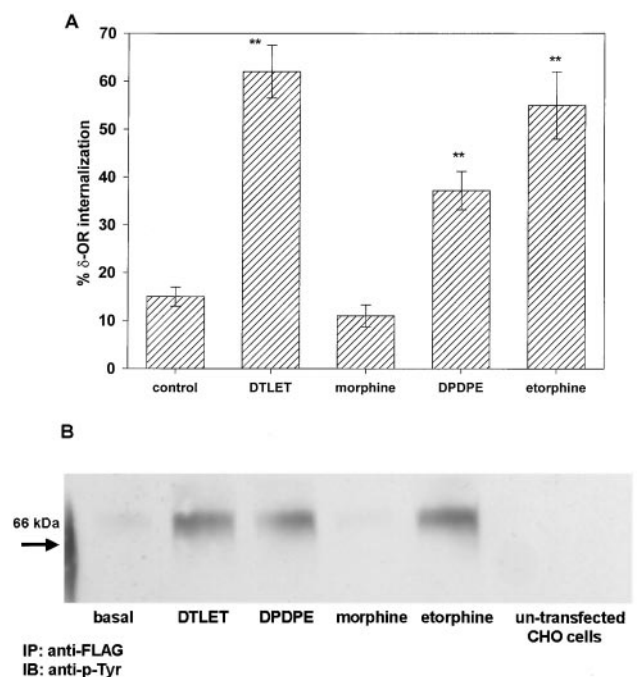 A
% δ-OR internalization
70
60
50
40
30
20
10
0
**
**
**
control DTLET morphine DPDPE etorphine
B
66 kDa
basal DTLET DPDPE morphine etorphine un-transfected
CHO cells
IP: anti-FLAG
IB: anti-p-Tyr